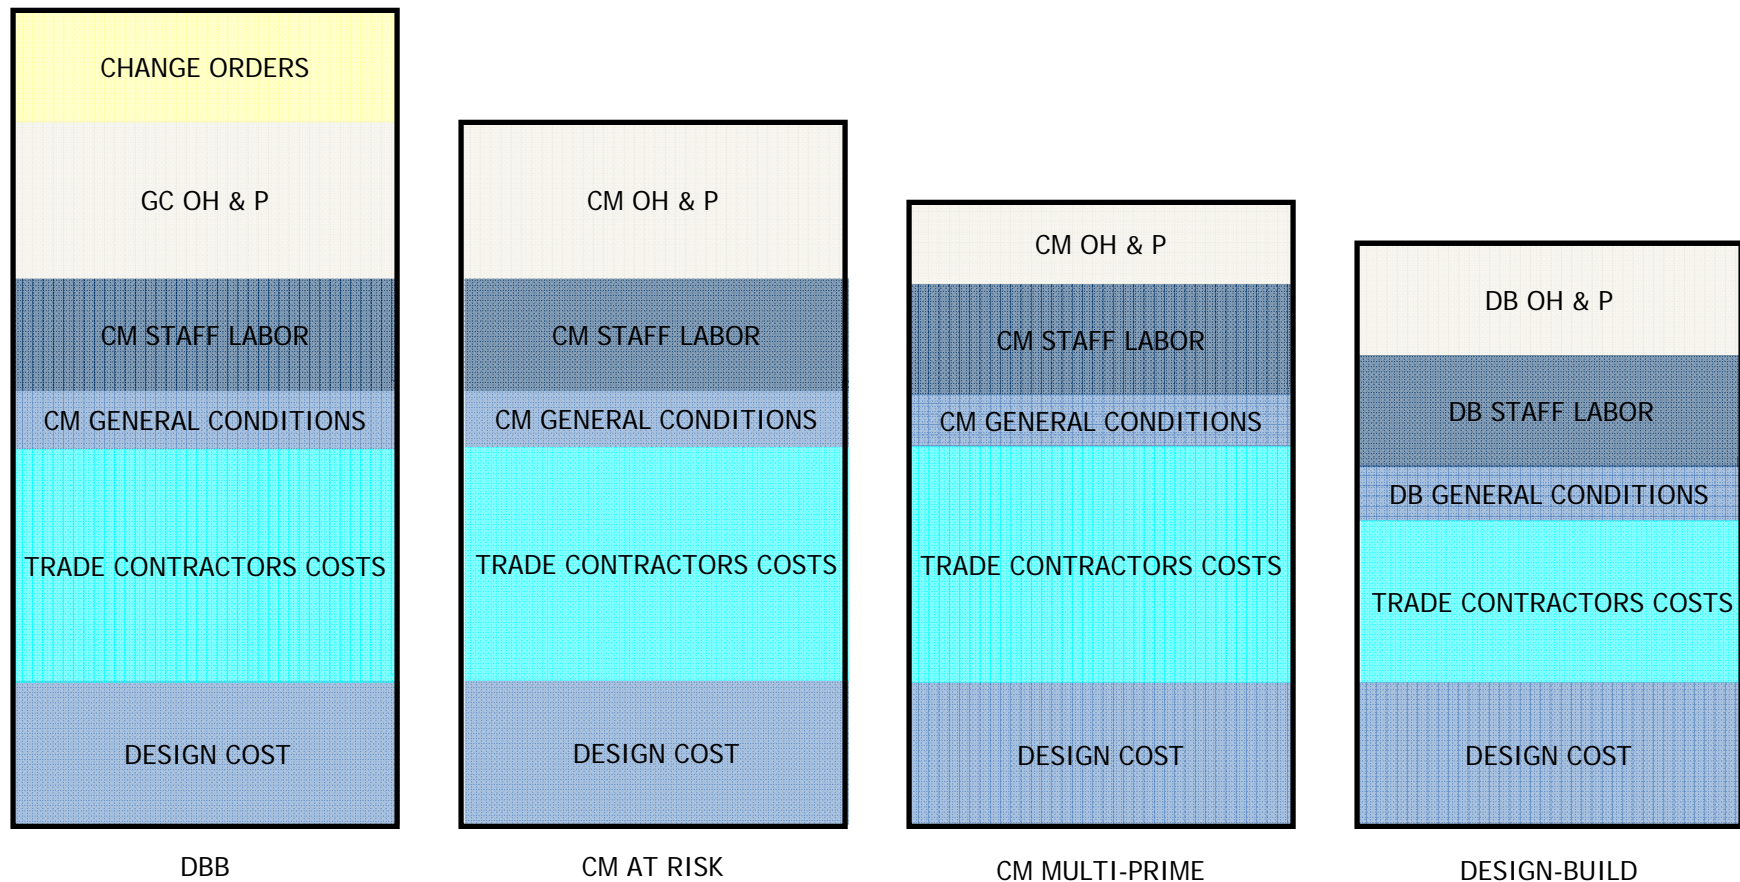 CHANGE ORDERS
GC OH & P
CM STAFF LABOR
CM GENERAL CONDITIONS
TRADE CONTRACTORS COSTS
DESIGN COST
DBB
CM OH & P
CM STAFF LABOR
CM GENERAL CONDITIONS
TRADE CONTRACTORS COSTS
DESIGN COST
CM AT RISK
CM OH & P
CM STAFF LABOR
CM GENERAL CONDITIONS
TRADE CONTRACTORS COSTS
DESIGN COST
CM MULTI-PRIME
DB OH & P
DB STAFF LABOR
DB GENERAL CONDITIONS
TRADE CONTRACTORS COSTS
DESIGN COST
DESIGN-BUILD